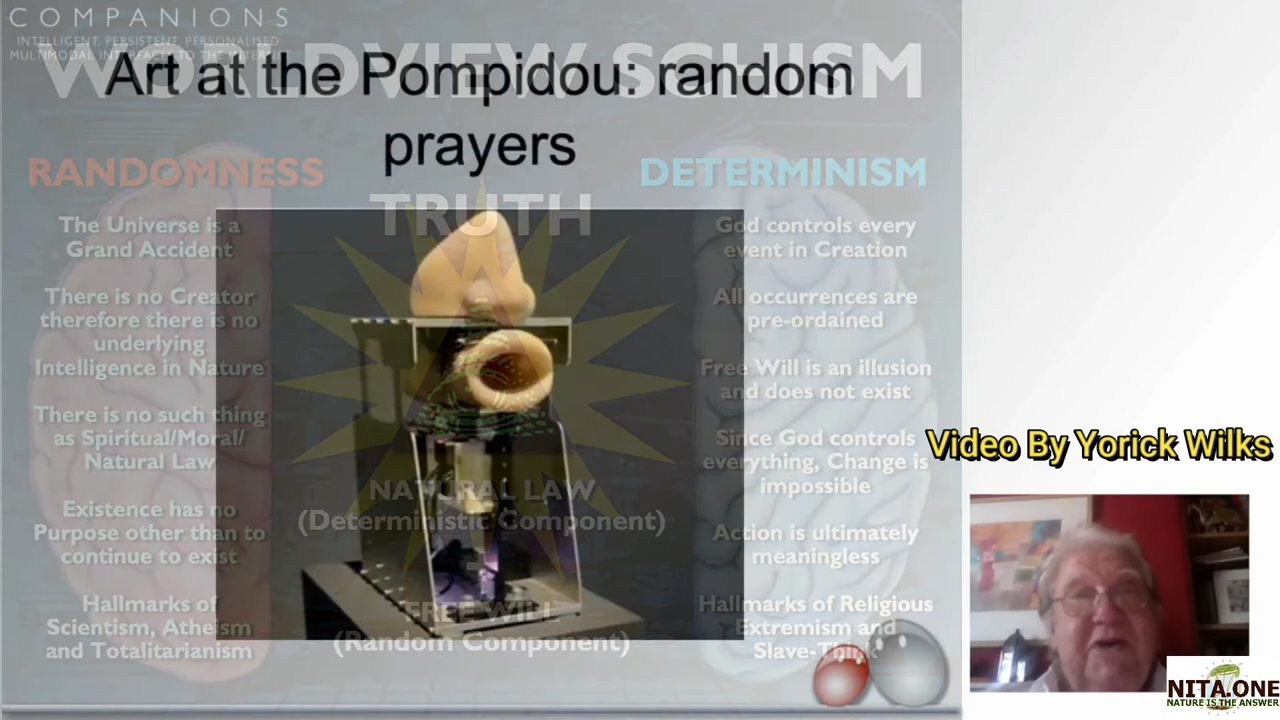 COMPANIONS
INTELLIGENT, PERSISTENT, PERSONALISED
MULTIMODAL INTERFACES TO THE INTERNET
WORLDVIEW SCHISM
Art at the Pompidou: random
prayers
RANDOMNESS
The Universe is a
Grand Accident
There is no Creator
therefore there is no
underlying
Intelligence in Nature
There is no such thing
as Spiritual/Moral/
Natural Law
Existence has no
Purpose other than to
continue to exist
Hallmarks of
Scientism, Atheism
and Totalitarianism
TRUTH
NATURAL LAW
(Deterministic Component)
FREE WILL
(Random Component)
DETERMINISM
God controls every
event in Creation
All occurrences are
pre-ordained
Free Will is an illusion
and does not exist
Since God controls
everything, Change is
impossible
Action is ultimately
meaningless
Hallmarks of Religious
Extremism and
Slave-Think
Video By Yorick Wilks
NITA.ONE
NATURE IS THE ANSWER